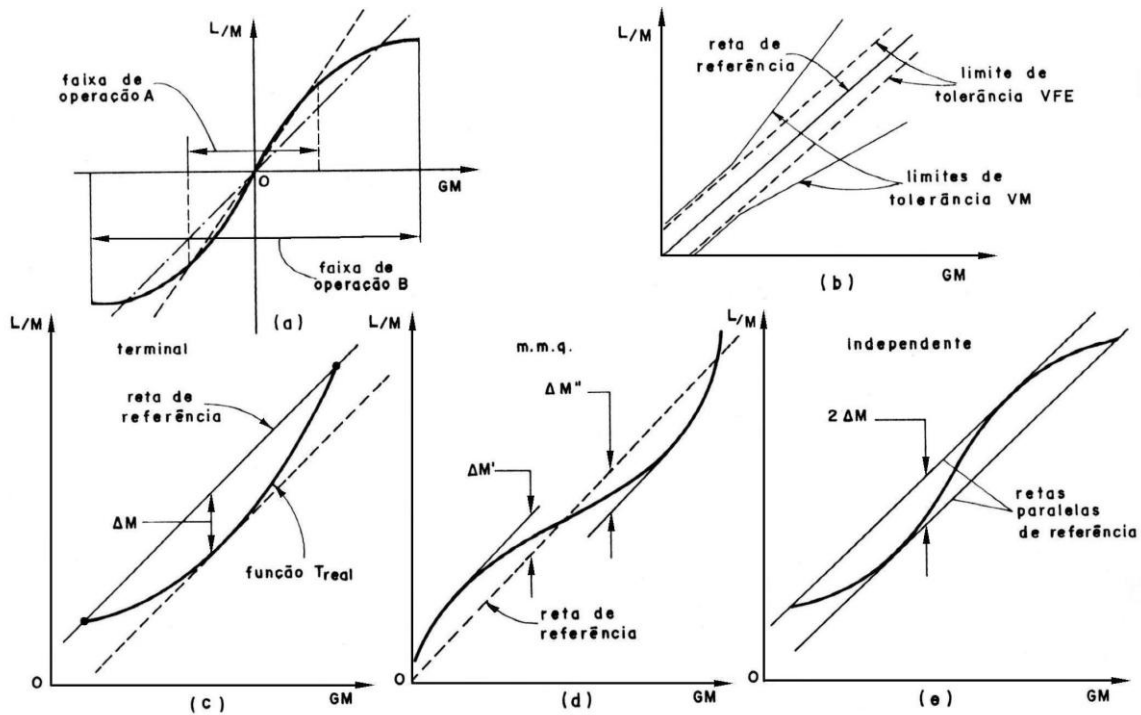 L/M
faixa de
operação A
O
GM
faixa de
operação B
(a)
L/M
reta de
referência
limite de
tolerância VFE
limites de
tolerância VM
GM
(b)
L/M
terminal
reta de
referência
ΔM
função Treal
O
(c)
GM
L/M
m.m.q.
ΔM"
ΔM'
reta de
referência
O
(d)
GM
L/M
independente
2 ΔM
retas
paralelas
de referência
O
(e)
GM